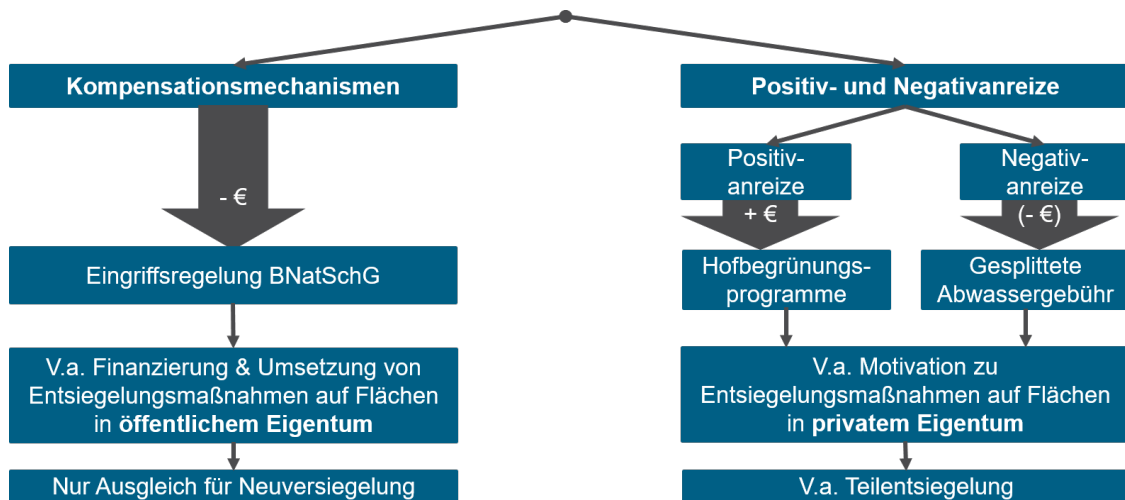 Kompensationsmechanismen
- €
Eingriffsregelung BNatSchG
V.a. Finanzierung & Umsetzung von
Entsiegelungsmaßnahmen auf Flächen
in öffentlichem Eigentum
Nur Ausgleich für Neuversiegelung
Positiv- und Negativanreize
Positiv-
anreize
+ €
Hofbegrünungs-
programme
Negativ-
anreize
(- €)
Gesplittete
Abwassergebühr
V.a. Motivation zu
Entsiegelungsmaßnahmen auf Flächen
in privatem Eigentum
V.a. Teilentsiegelung